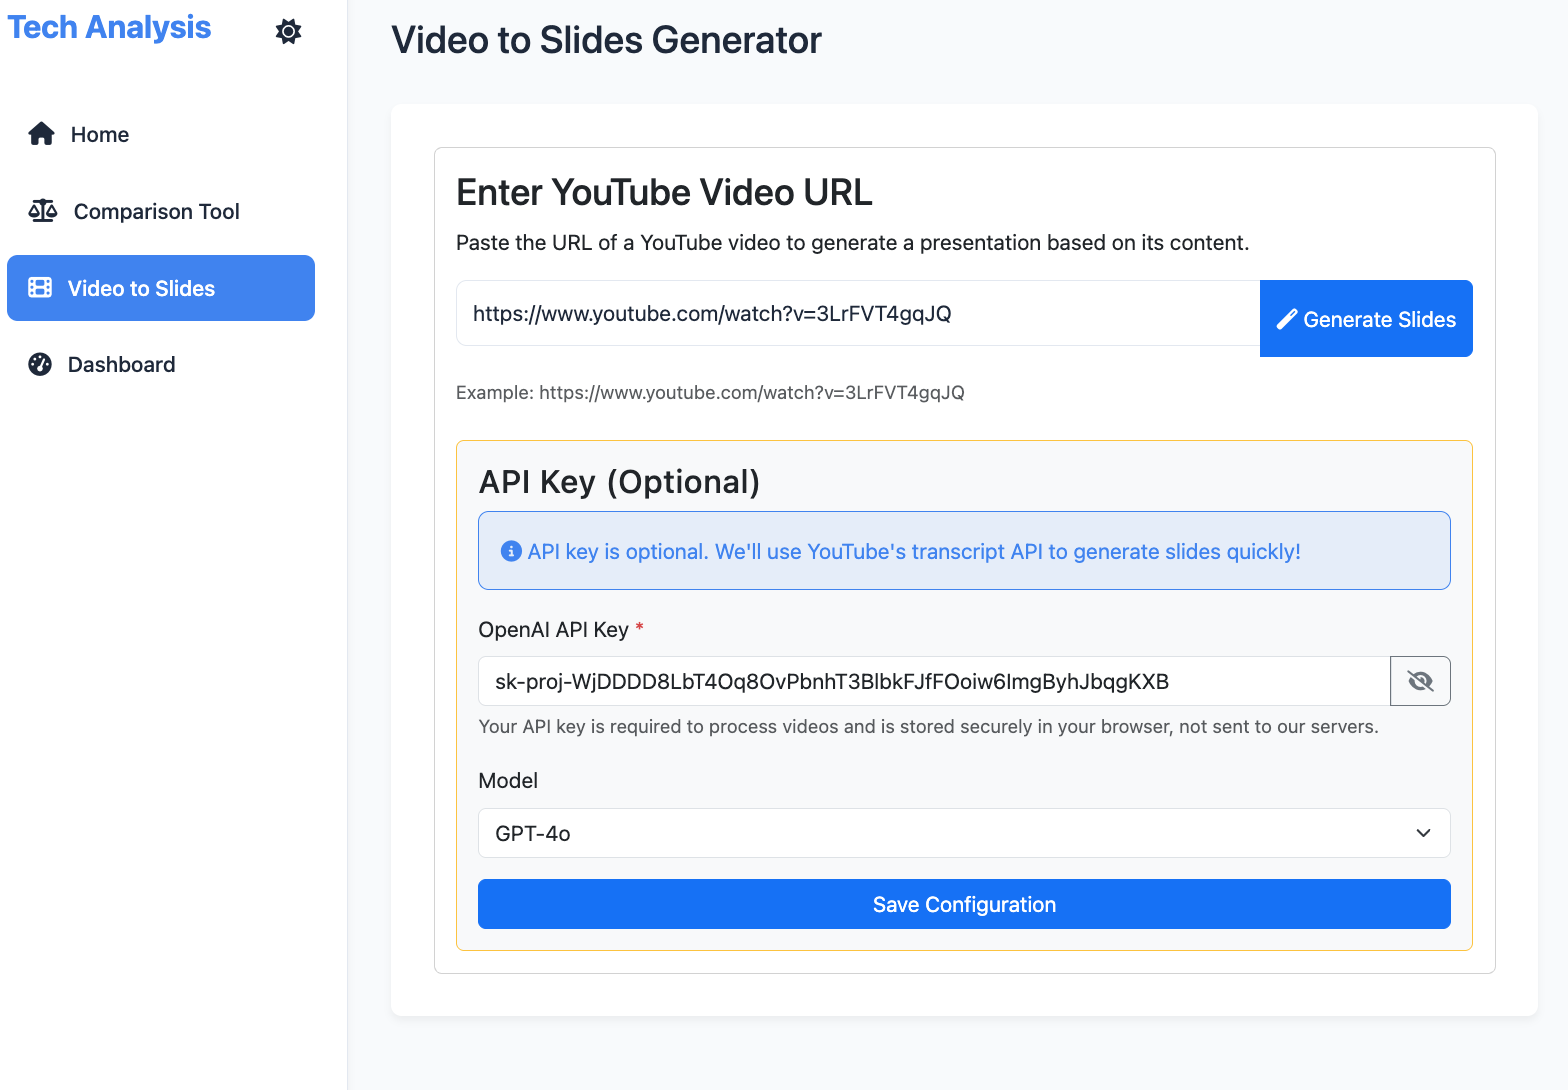 Tech Analysis
Home
Comparison Tool
Video to Slides
Dashboard
Video to Slides Generator
Enter YouTube Video URL
Paste the URL of a YouTube video to generate a presentation based on its content.
https://www.youtube.com/watch?v=3LrFVT4gqJQ
Generate Slides
Example: https://www.youtube.com/watch?v=3LrFVT4gqJQ
API Key (Optional)
API key is optional. We'll use YouTube's transcript API to generate slides quickly!
OpenAI API Key *
sk-proj-WjDDDD8LbT4Oq8OvPbnhT3BlbkFJfFOoiw6ImgByhJbqgKXB
Your API key is required to process videos and is stored securely in your browser, not sent to our servers.
Model
GPT-4o
Save Configuration